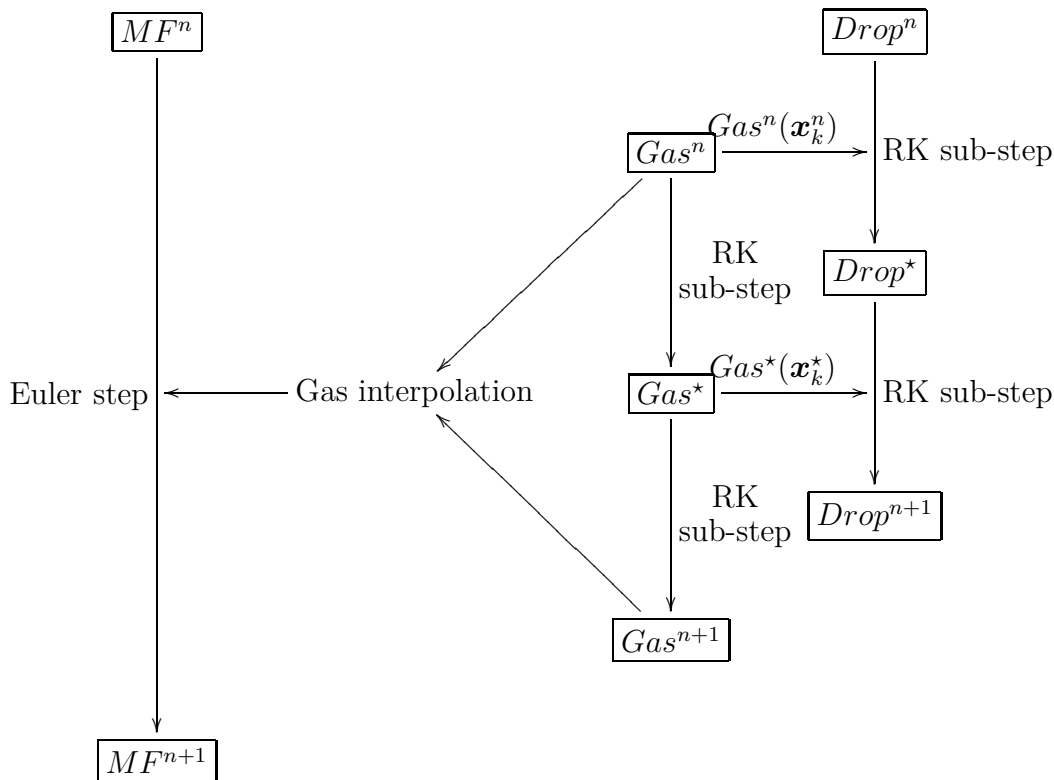 MF^n
Drop^n
Gas^n(x_k^n)
Gas^n
RK sub-step
RK
sub-step
Drop^⋆
Gas^⋆(x_k^⋆)
Euler step
Gas interpolation
Gas^⋆
RK sub-step
RK
sub-step
Drop^{n+1}
Gas^{n+1}
MF^{n+1}